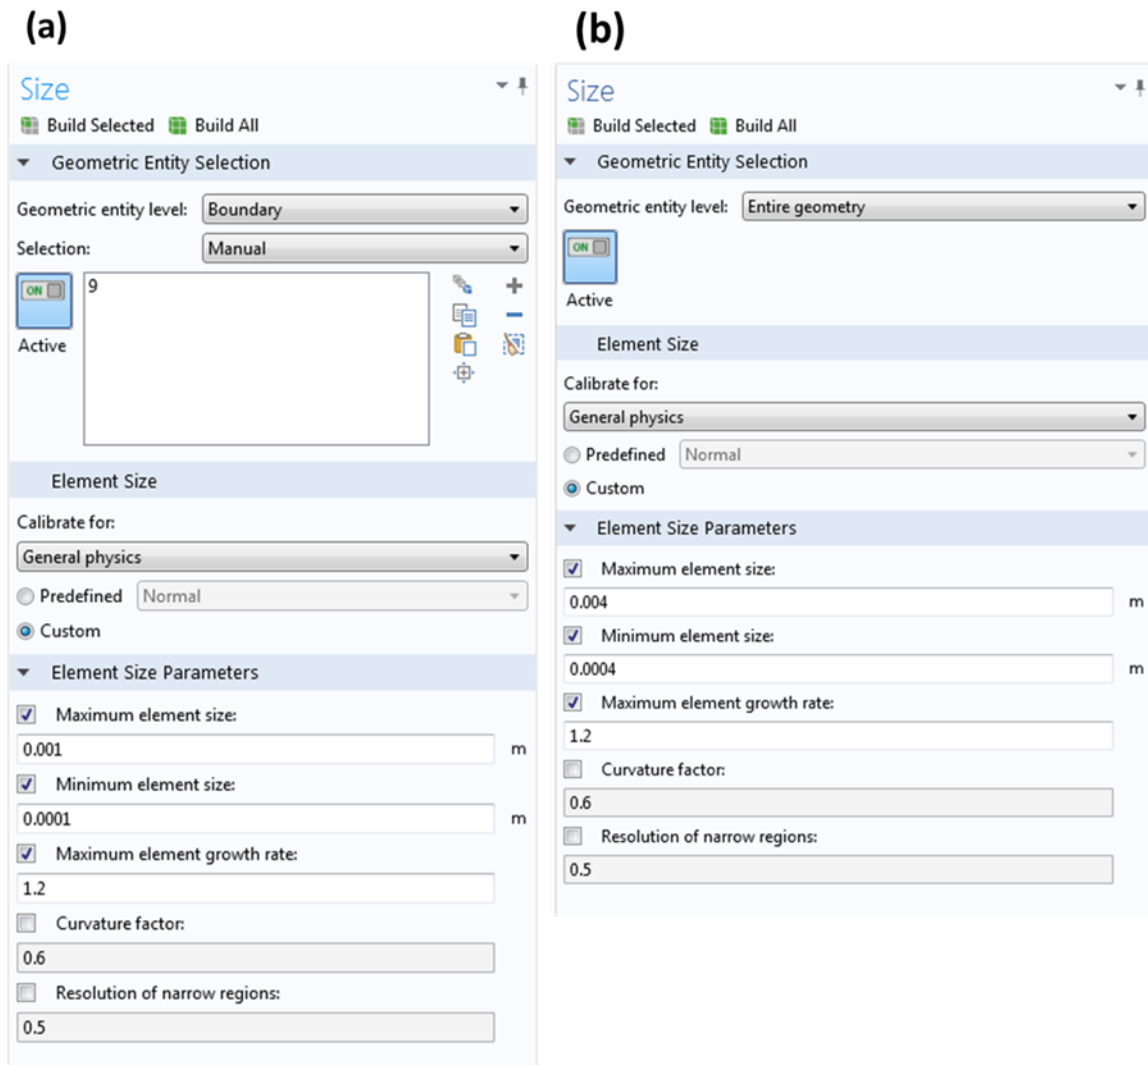 (a)
Size
Build Selected Build All
Geometric Entity Selection
Geometric entity level: Boundary
Selection: Manual
ON
9
Active
Element Size
Calibrate for:
General physics
Predefined Normal
Custom
Element Size Parameters
Maximum element size:
0.001 m
Minimum element size:
0.0001 m
Maximum element growth rate:
1.2
Curvature factor:
0.6
Resolution of narrow regions:
0.5
(b)
Size
Build Selected Build All
Geometric Entity Selection
Geometric entity level: Entire geometry
ON
Active
Element Size
Calibrate for:
General physics
Predefined Normal
Custom
Element Size Parameters
Maximum element size:
0.004 m
Minimum element size:
0.0004 m
Maximum element growth rate:
1.2
Curvature factor:
0.6
Resolution of narrow regions:
0.5